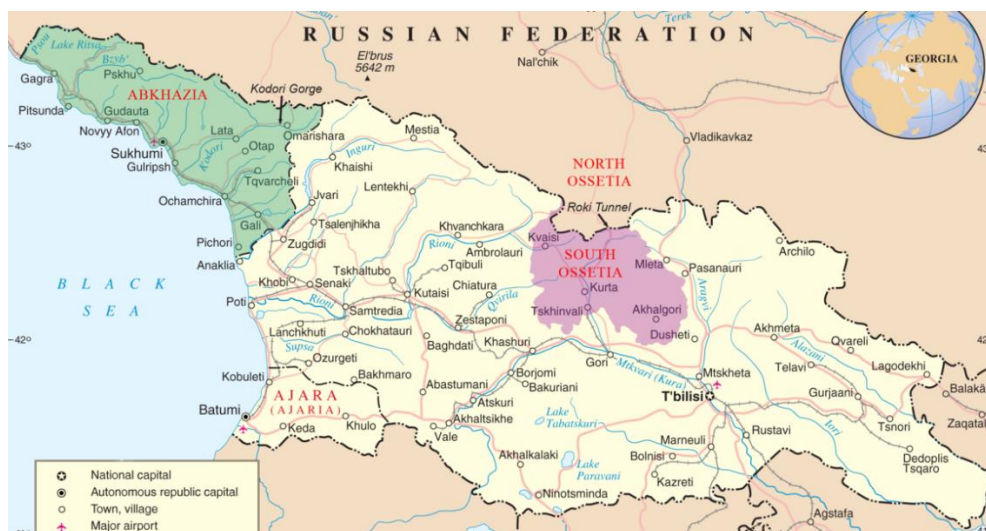 RUSSIAN FEDERATION
Terek
Nal'chik
El'brus
5642 m
GEORGIA
Psou
Lake Ritsa
Bzyb'
Gagra
Pskhu
ABKHAZIA
Kodori Gorge
Pitsunda
Gudauta
Novyy Afon
Lata
Omarishara
Mestia
Vladikavkaz
43°
43
Sukhumi
Gulripsh
Kodori
Otap
Inguri
Khaishi
NORTH
OSSETIA
Tqvarcheli
Lentekhi
Ochamchira
Jvari
Roki Tunnel
Gali
Tsalenjhikha
Khvanchkara
Pichori
Zugdidi
Rioni
Ambrolauri
Kvaisi
SOUTH
OSSETIA
Archilo
Anaklia
Mleta
Pasanauri
BLACK
SEA
Khobi
Senaki
Tskhaltubo
Tqibuli
Chiatura
Kurta
Aragvi
Poti
Rioni
Kutaisi
Qvirila
Tskhinvali
Akhalgori
Samtredia
Zestaponi
Dusheti
Akhmeta
Alazani
Lanchkhuti
Chokhatauri
Baghdati
Khashuri
Qvareli
42°
42
Supsa
Ozurgeti
Gori
Mtkvari (Kura)
Telavi
Lagodekhi
Kobuleti
Bakhmaro
Borjomi
Bakuriani
Mtskheta
Balakä
AJARA
(AJARIA)
Abastumani
Atskuri
T'bilisi
Gurjaani
Batumi
Akhaltsikhe
Lake
Tabatskuri
Iori
Tsnori
Zaqatal
Keda
Khulo
Vale
Marneuli
Rustavi
Dedoplis
Tsqaro
Akhalkalaki
Lake
Paravani
Bolnisi
Kazreti
Ninotsminda
Agstafa
National capital
Autonomous republic capital
Town, village
Major airport